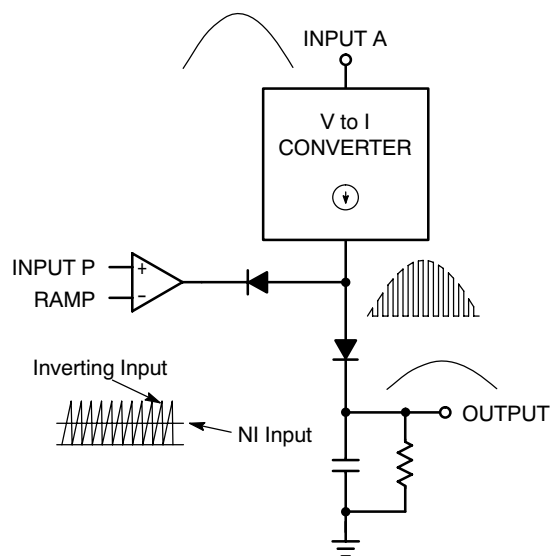 INPUT A
V to I
CONVERTER
INPUT P
+
RAMP
−
Inverting Input
NI Input
OUTPUT